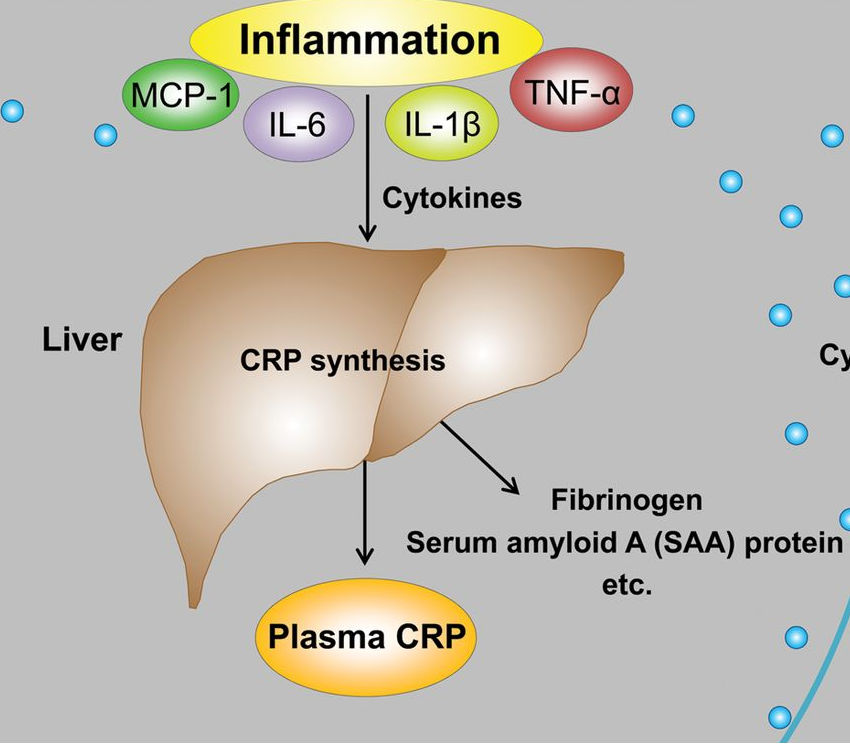 Inflammation
MCP-1
IL-6
IL-1β
TNF-α
Cytokines
Liver
CRP synthesis
Cy
Fibrinogen
Serum amyloid A (SAA) protein
etc.
Plasma CRP